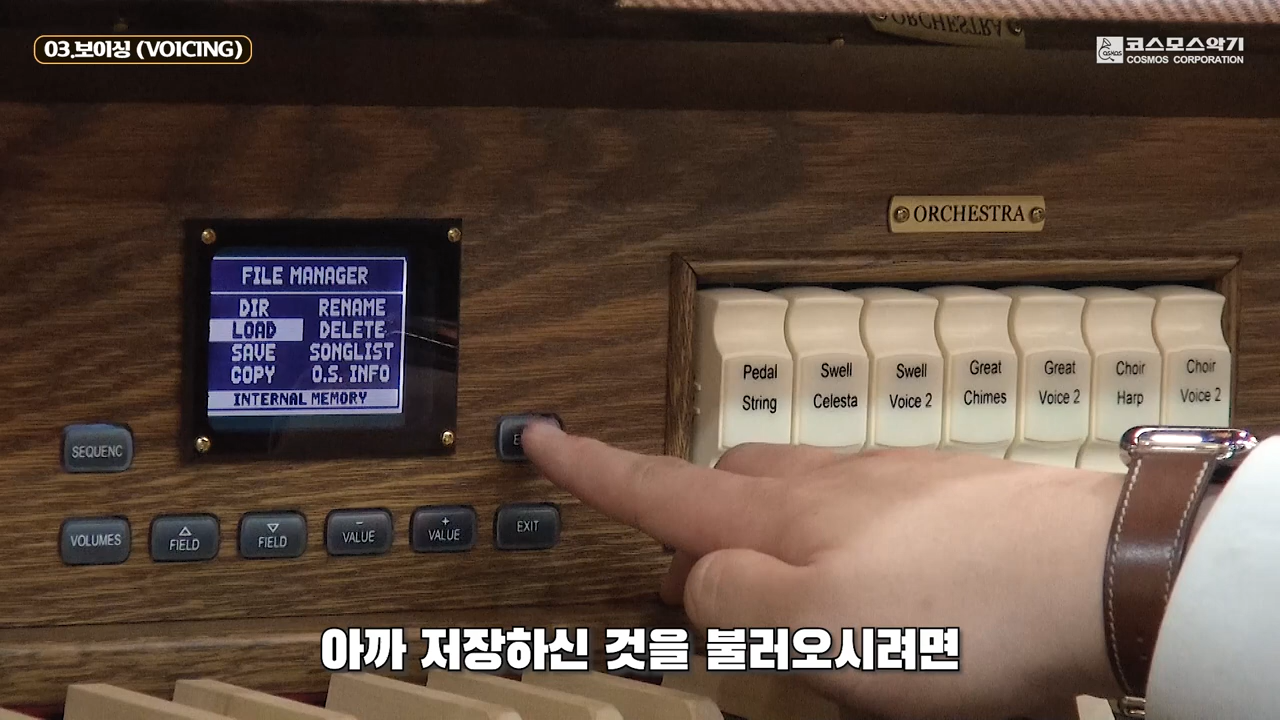 03.보이싱 (VOICING)
코스모스악기
COSMOS CORPORATION
ORCHESTRA
ORCHESTRA
FILE MANAGER
DIR RENAME
LOAD DELETE
SAVE SONGLIST
COPY O.S. INFO
INTERNAL MEMORY
Pedal String
Swell Celesta
Swell Voice 2
Great Chimes
Great Voice 2
Choir Harp
Choir Voice 2
SEQUENC
VOLUMES
FIELD
FIELD
- VALUE
+ VALUE
EXIT
아까 저장하신 것을 불러오시려면